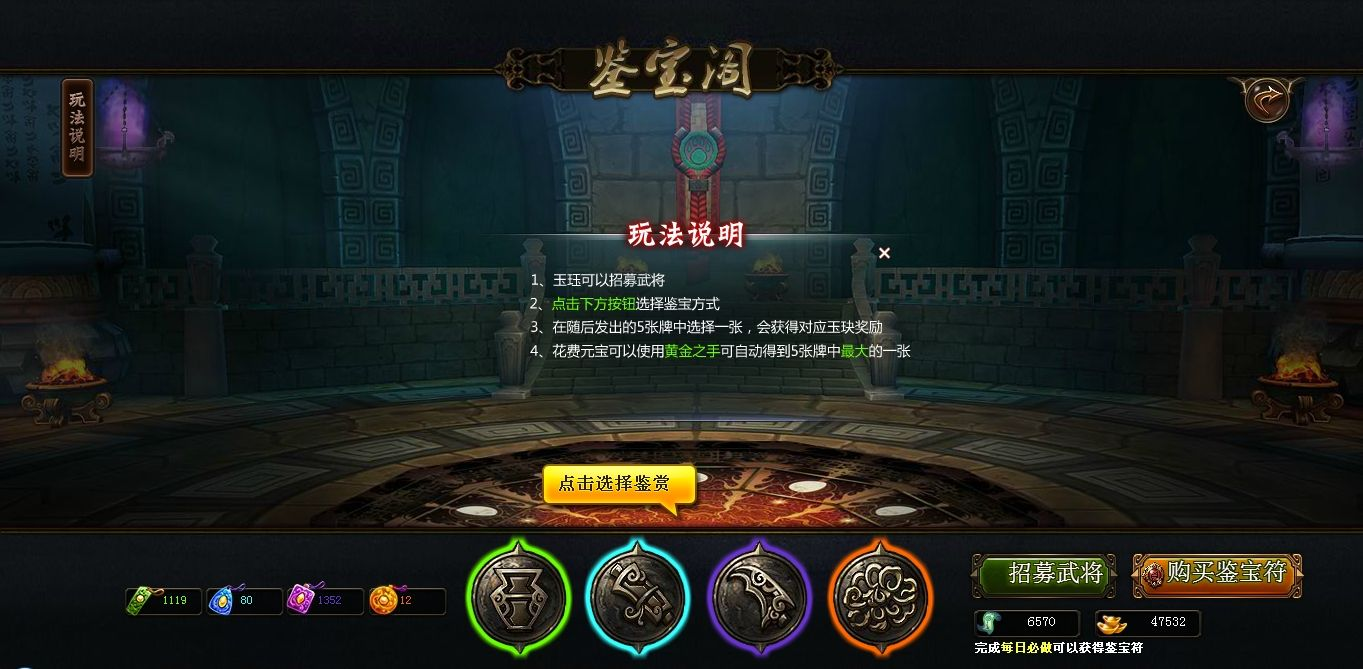 鉴宝阁
玩法说明
玩法说明
1、玉珏可以招募武将
2、点击下方按钮选择鉴宝方式
3、在随后发出的5张牌中选择一张，会获得对应玉玦奖励
4、花费元宝可以使用黄金之手可自动得到5张牌中最大的一张
点击选择鉴赏
1119
80
1352
12
招募武将
购买鉴宝符
6570
47532
完成每日必做可以获得鉴宝符